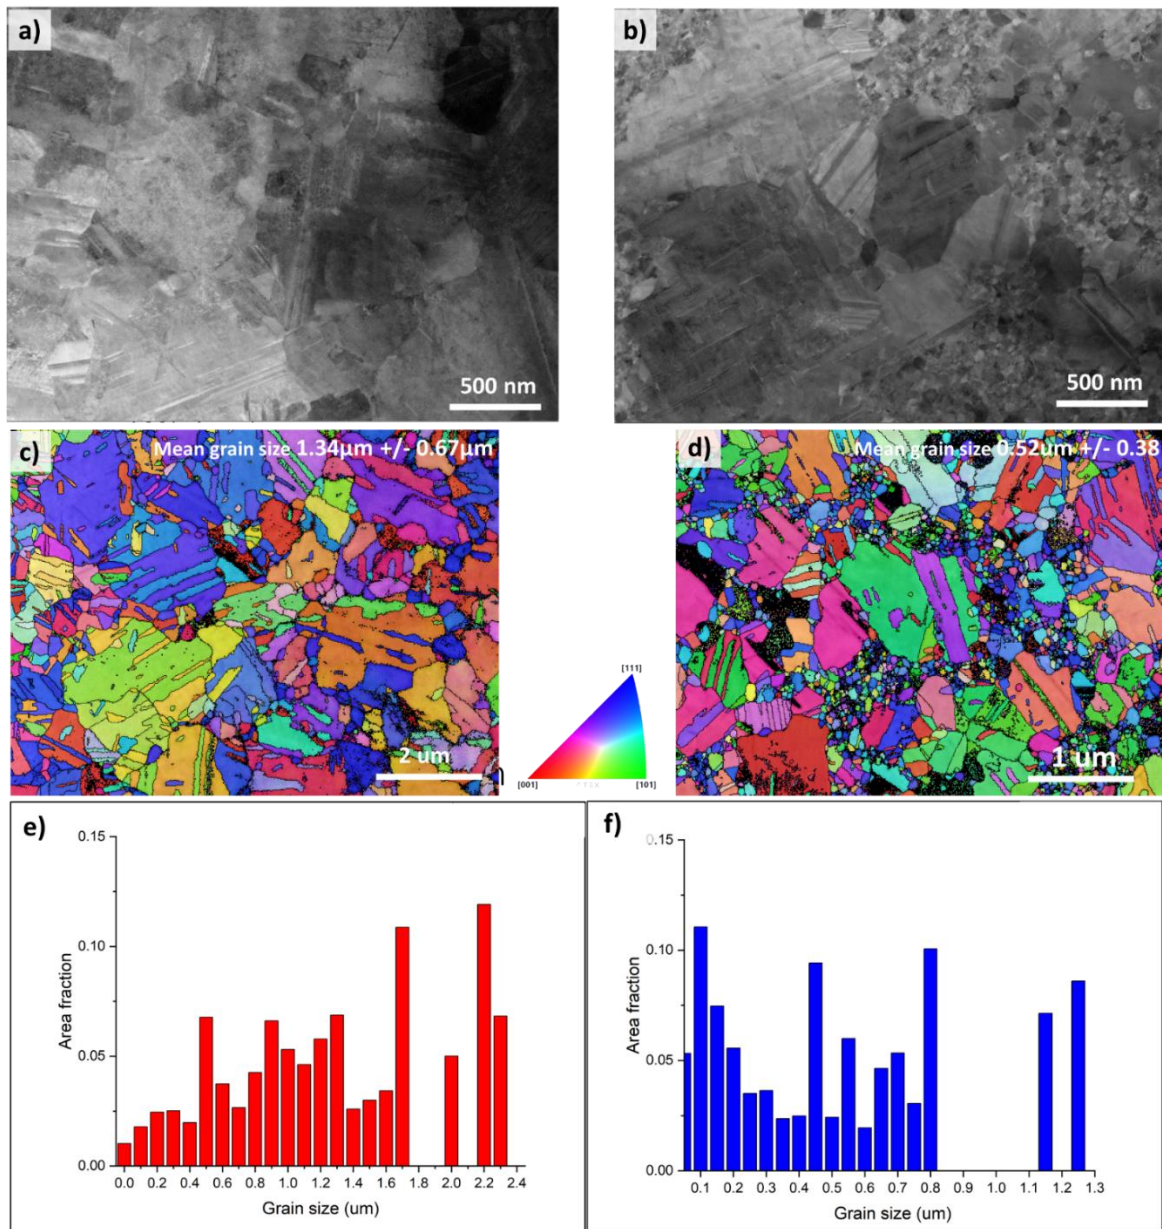 a)
b)
500 nm
500 nm
c)
Mean grain size 1.34µm +/- 0.67µm
d)
Mean grain size 0.52um +/- 0.38
[111]
2 um
1 um
[001]
[101]
e)
f)
0.15
0.10
0.05
0.00
Area fraction
0.0 0.2 0.4 0.6 0.8 1.0 1.2 1.4 1.6 1.8 2.0 2.2 2.4
Grain size (um)
0.15
0.10
0.05
0.00
Area fraction
0.1 0.2 0.3 0.4 0.5 0.6 0.7 0.8 0.9 1.0 1.1 1.2 1.3
Grain size (um)